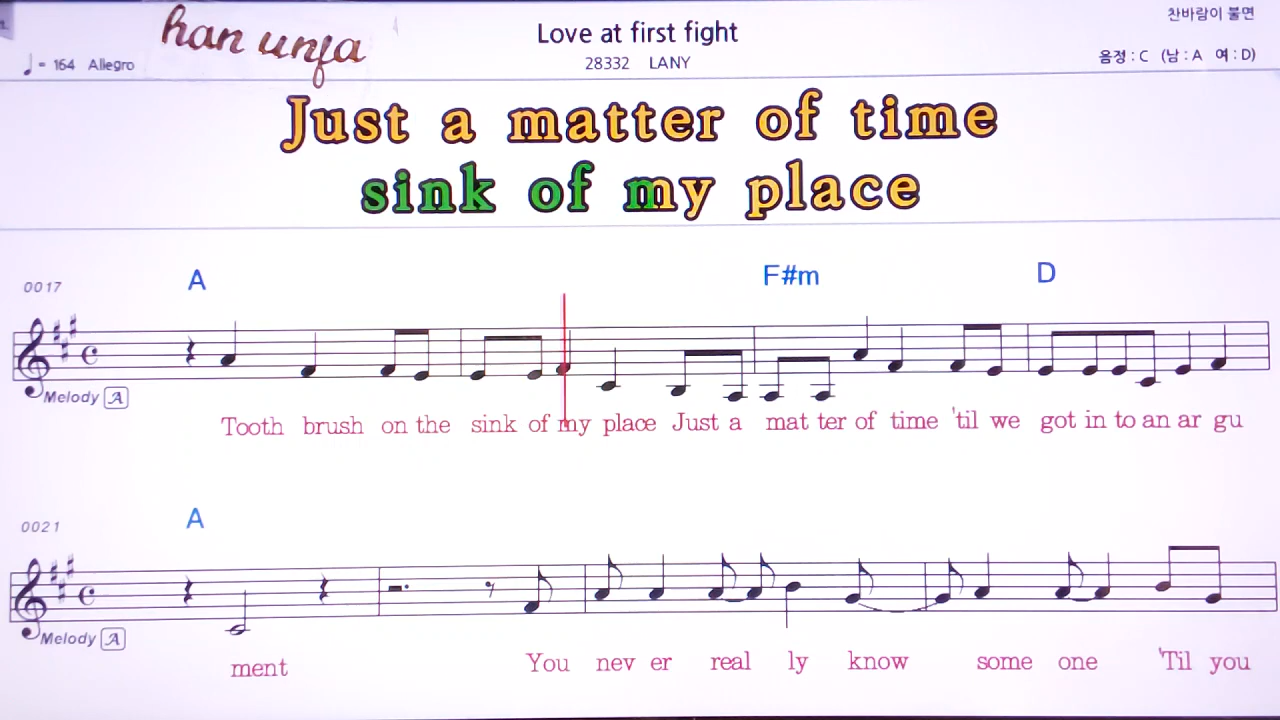 han unja
Love at first fight
찬바람이 불면
♩= 164 Allegro
28332 LANY
음정 : C (남 : A 여 : D)
Just a matter of time
sink of my place
0017
A F#m D
Melody A
Tooth brush on the sink of my place Just a mat ter of time 'til we got in to an ar gu
0021
A
Melody A
ment You nev er real ly know some one 'Til you